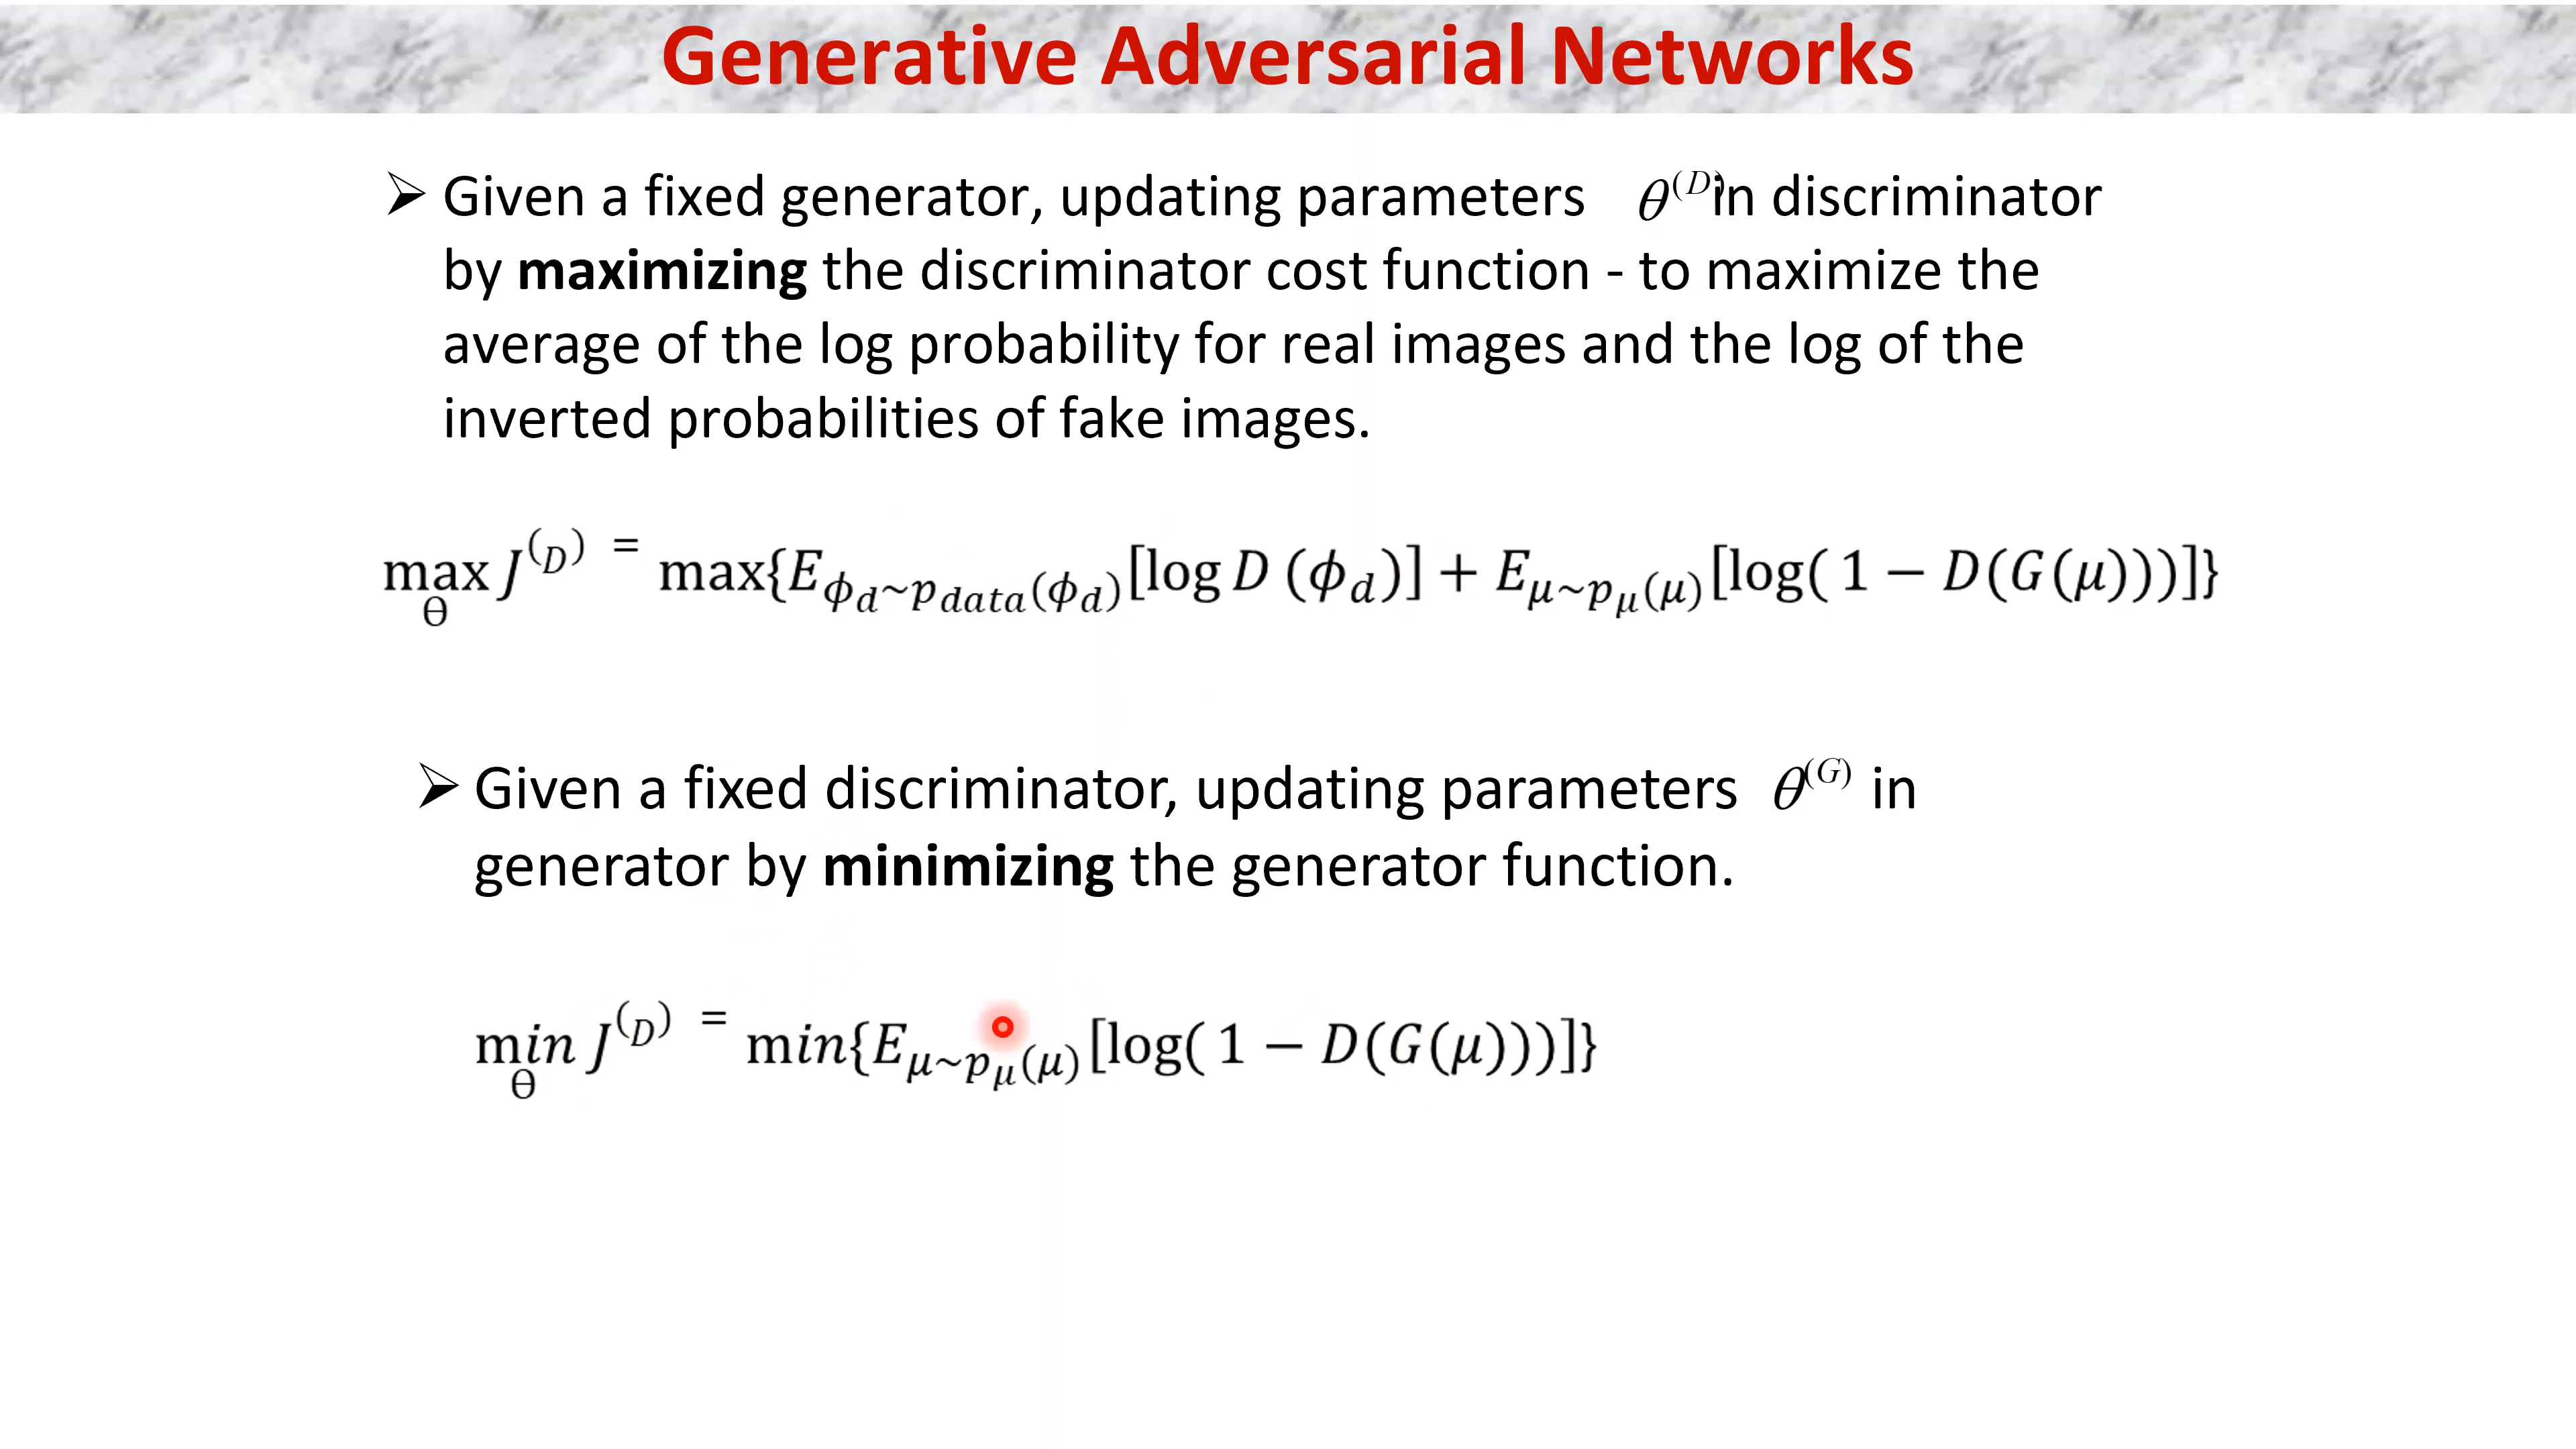 Generative Adversarial Networks
➢ Given a fixed generator, updating parameters θ^(D) in discriminator
by maximizing the discriminator cost function - to maximize the
average of the log probability for real images and the log of the
inverted probabilities of fake images.
max_Θ J^(D) = max{E_{ϕ_d~p_data(ϕ_d)}[log D (ϕ_d)] + E_{μ~p_μ(μ)}[log( 1 − D(G(μ)))]}
➢ Given a fixed discriminator, updating parameters θ^(G) in
generator by minimizing the generator function.
min_Θ J^(D) = min{E_{μ~p_μ(μ)}[log( 1 − D(G(μ)))]}